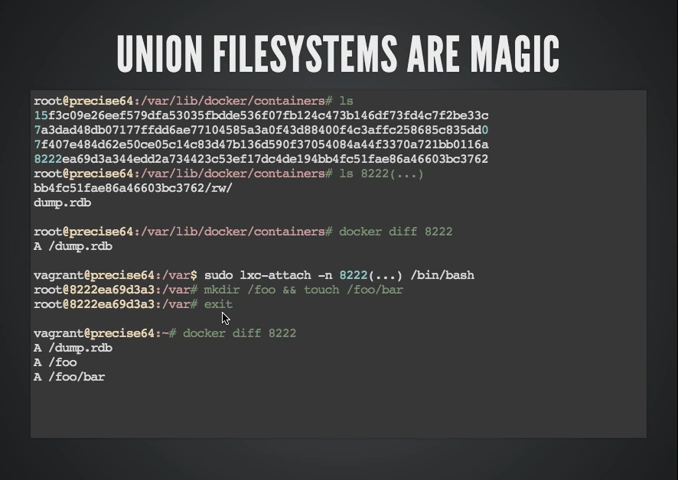 UNION FILESYSTEMS ARE MAGIC
root@precise64:/var/lib/docker/containers# ls
15f3c09e26eef579dfa53035fbdde536f07fb124c473b146df73fd4c7f2be33c
7a3dad48db07177ffdd6ae77104585a3a0f43d88400f4c3affc258685c835dd0
7f407e484d62e50ce05c14c83d47b136d590f37054084a44f3370a721bb0116a
8222ea69d3a344edd2a734423c53ef17dc4de194bb4fc51fae86a46603bc3762
root@precise64:/var/lib/docker/containers# ls 8222(...)
bb4fc51fae86a46603bc3762/rw/
dump.rdb
root@precise64:/var/lib/docker/containers# docker diff 8222
A /dump.rdb
vagrant@precise64:/var$ sudo lxc-attach -n 8222(...) /bin/bash
root@8222ea69d3a3:/var# mkdir /foo && touch /foo/bar
root@8222ea69d3a3:/var# exit
vagrant@precise64:~# docker diff 8222
A /dump.rdb
A /foo
A /foo/bar